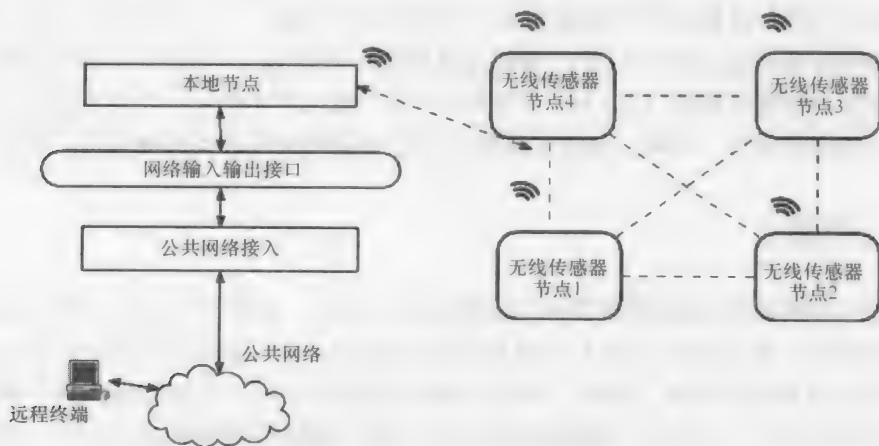 本地节点
网络输入输出接口
公共网络接入
公共网络
远程终端
无线传感器
节点4
无线传感器
节点3
无线传感器
节点1
无线传感器
节点2